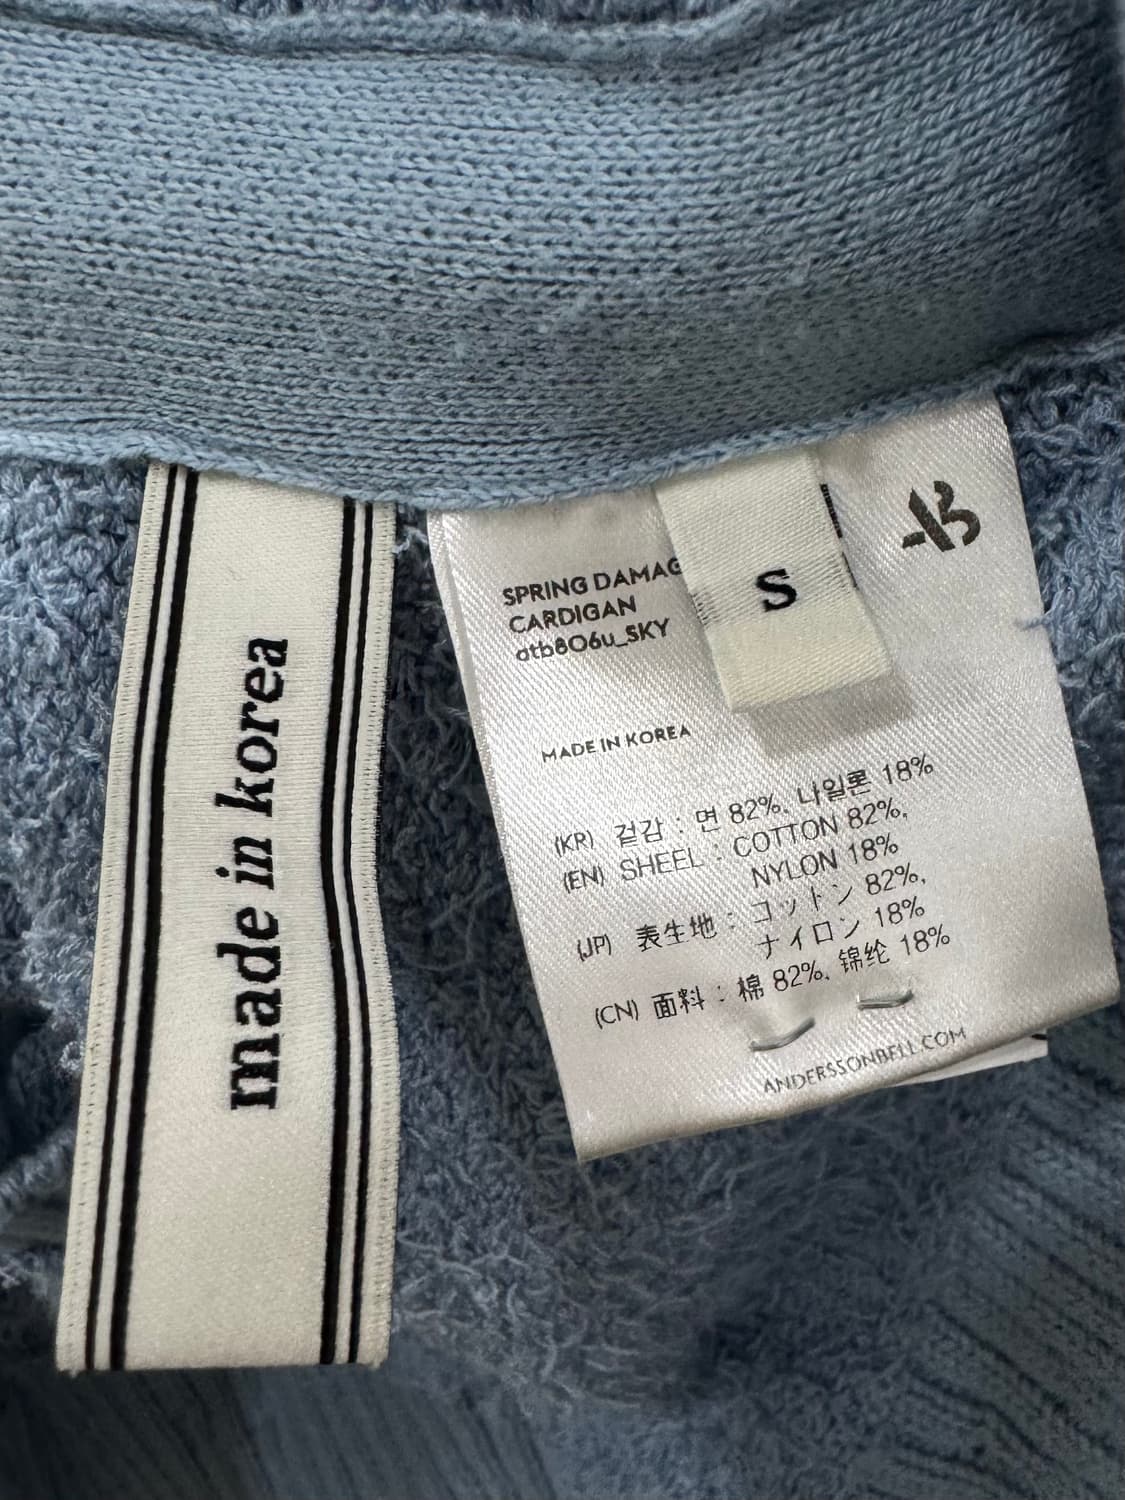 made in korea
SPRING DAMAG
CARDIGAN
atb806u_SKY
S
AB
MADE IN KOREA
(KR) 겉감 : 면 82%, 나일론 18%
(EN) SHEEL : COTTON 82%,
NYLON 18%
(JP) 表生地 : コットン 82%,
ナイロン 18%
(CN) 面料 : 棉 82%, 锦纶 18%
ANDERSSONBELL.COM